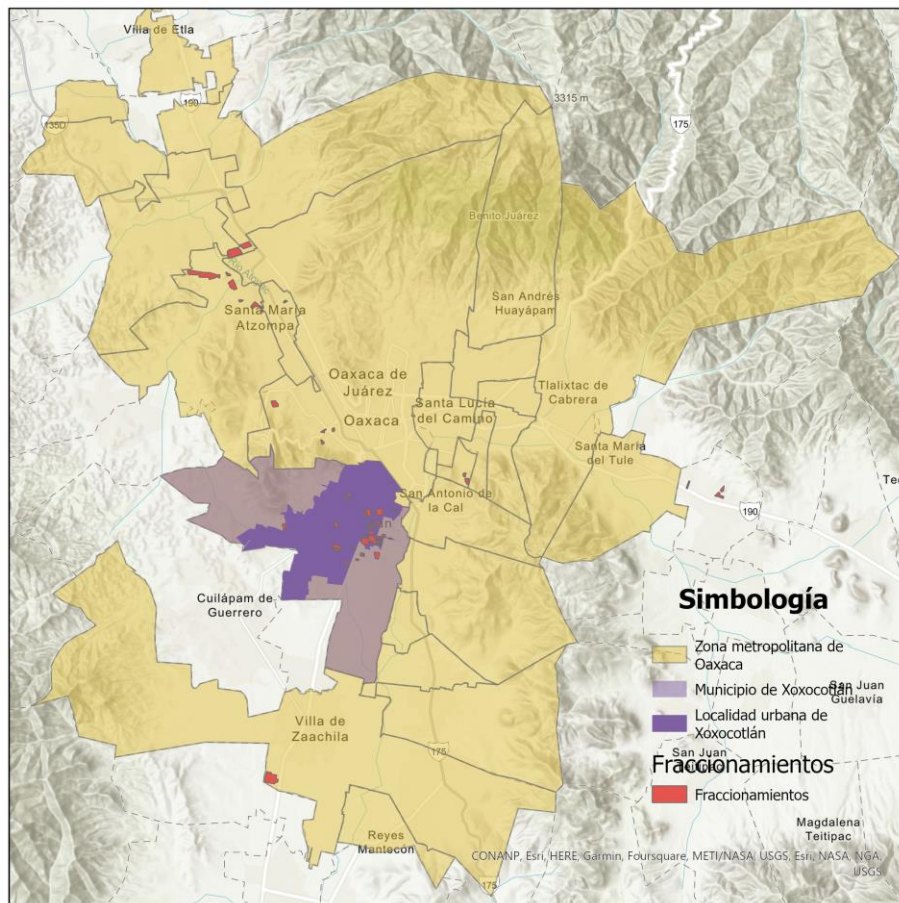 Villa de Etla
190
3315 m
135D
175
Benito Juárez
San Andrés
Huayápam
Santa María
Atzompa
Oaxaca de
Juárez
Oaxaca
Santa Lucía
del Camino
Tlalixtac de
Cabrera
Santa María
del Tule
San Antonio de
la Cal
190
Cuilápam de
Guerrero
Villa de
Zaachila
175
Reyes
Mantecón
175
Simbología
Zona metropolitana de
Oaxaca
Municipio de Xoxocotlán
Localidad urbana de
Xoxocotlán
Fraccionamientos
Fraccionamientos
San Juan
Guelavía
San Juan
Magdalena
Teitipac
CONANP, Esri, HERE, Garmin, Foursquare, METI/NASA, USGS, Esri, NASA, NGA,
USGS